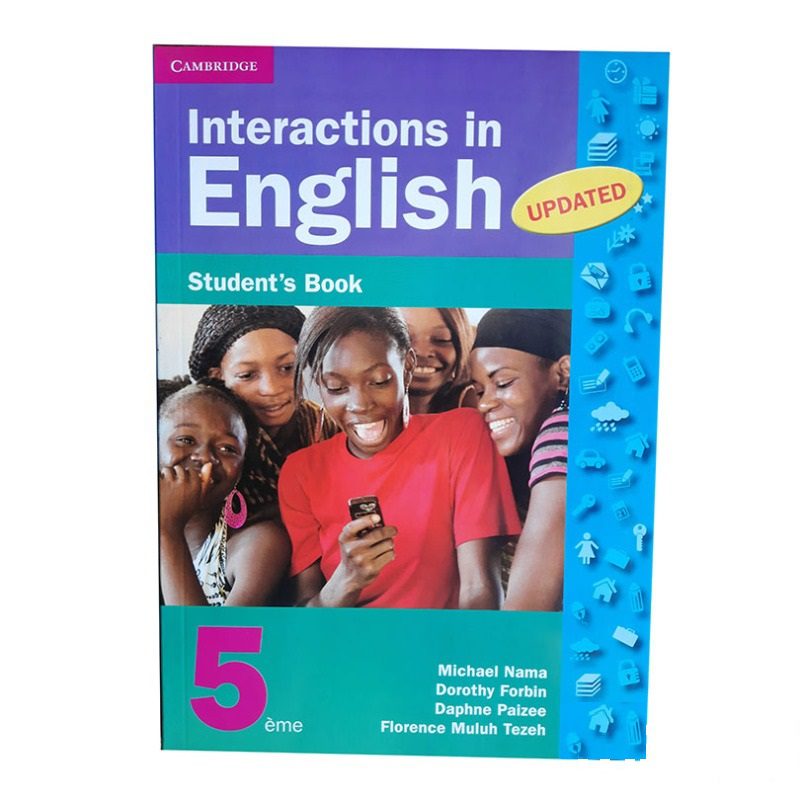 CAMBRIDGE
Interactions in
English
UPDATED
Student's Book
5
ème
Michael Nama
Dorothy Forbin
Daphne Paizee
Florence Muluh Tezeh